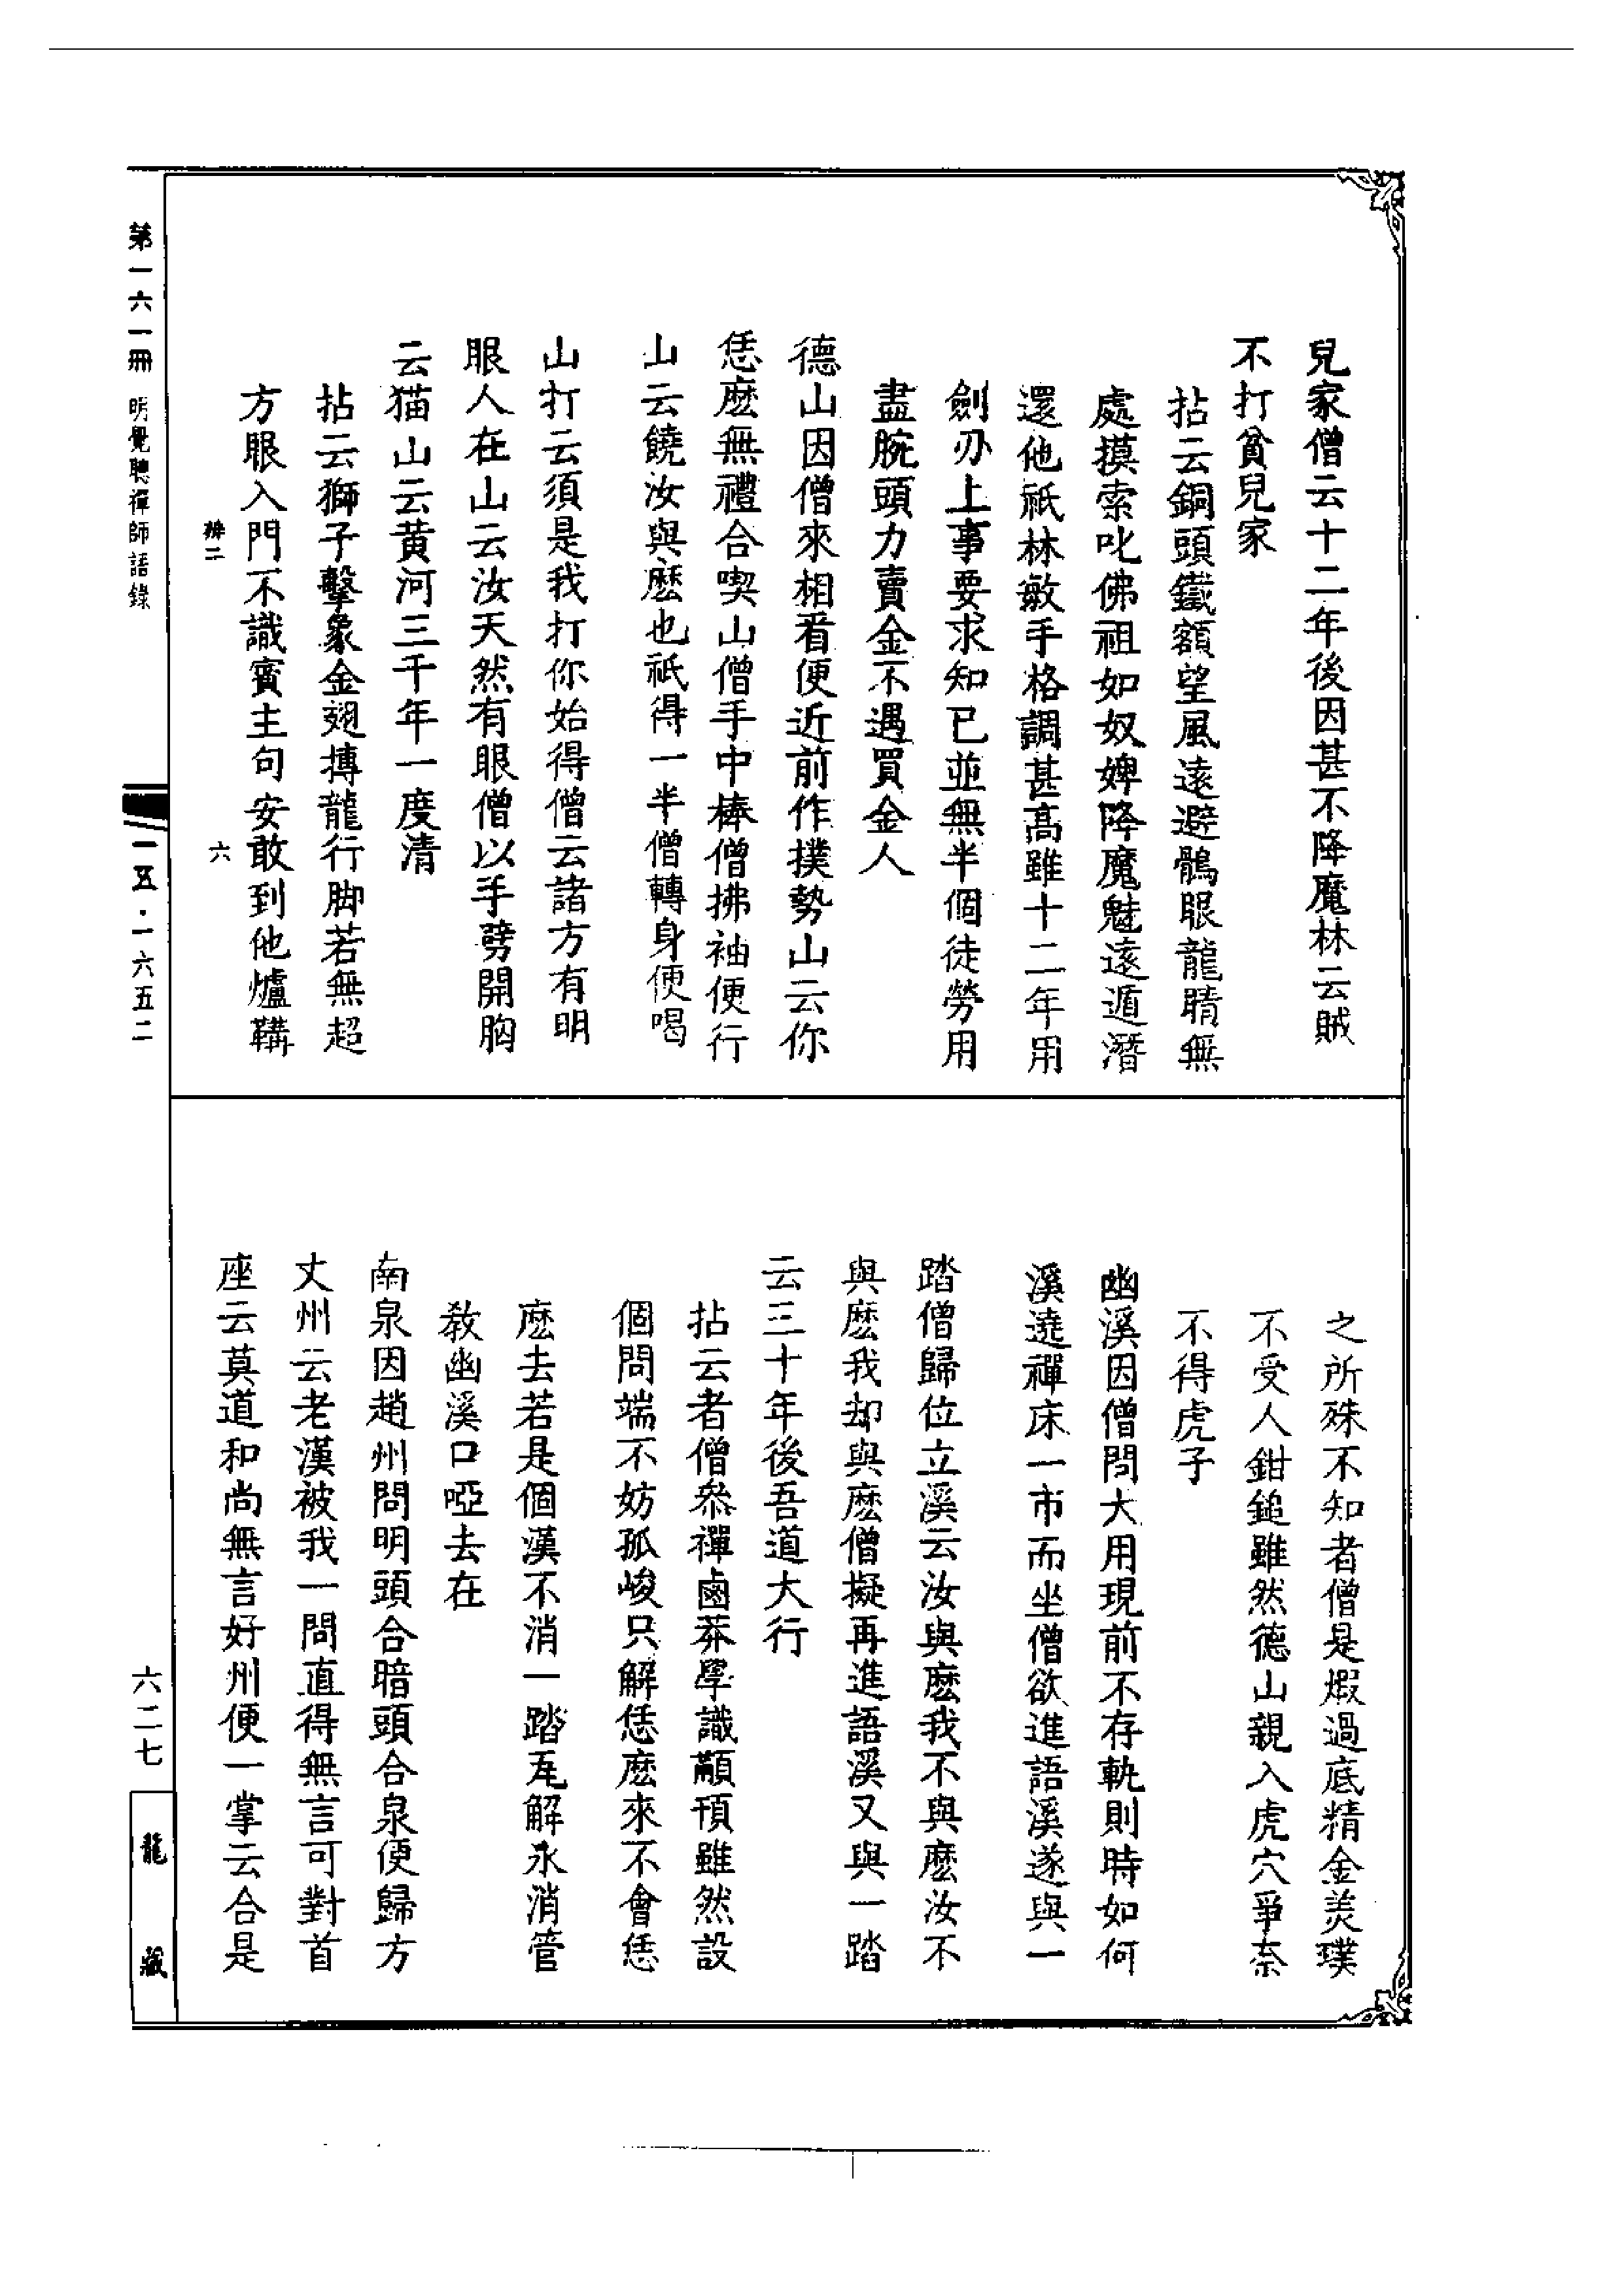 兒家僧云十二年後因甚不降魔林云賊
不打貧兒家
拈云銅頭鐵額望風遠避鶻眼龍睛無
處摸索叱佛祖如奴婢降魔魅遠遁潛
還他祇林敏手格調甚高雖十二年用
劍刃上事要求知已並無半個徒勞用
盡腕頭力賣金不遇買金人
德山因僧來相看便近前作撲勢山云你
恁麽無禮合喫山僧手中棒僧拂袖便行
山云饒汝與麽也祇得一半僧轉身便喝
山打云須是我打你始得僧云諸方有明
眼人在山云汝天然有眼僧以手劈開胸
云猫山云黄河三千年一度清
拈云獅子擊象金翅搏龍行脚若無超
方眼入門不識賓主句安敢到他爐鞴
之所殊不知者僧是煆過底精金美璞
不受人鉗鎚雖然德山親入虎穴爭奈
不得虎子
幽溪因僧問大用現前不存軌則時如何
溪遶禪床一市而坐僧欲進語溪遂與一
踏僧歸位立溪云汝與麽我不與麽汝不
與麽我却與麽僧擬再進語溪又與一踏
云三十年後吾道大行
拈云者僧叅禪鹵莽學識顢頇雖然設
個問端不妨孤峻只解恁麽來不會恁
麽去若是個漢不消一踏瓦解氷消管
教幽溪口啞去在
南泉因趙州問明頭合暗頭合泉便歸方
丈州云老漢被我一問直得無言可對首
座云莫道和尚無言好州便一掌云合是
第一六一冊 明覺聰禪師語錄
辨二
六
一五·一六五二
六二七
龍藏